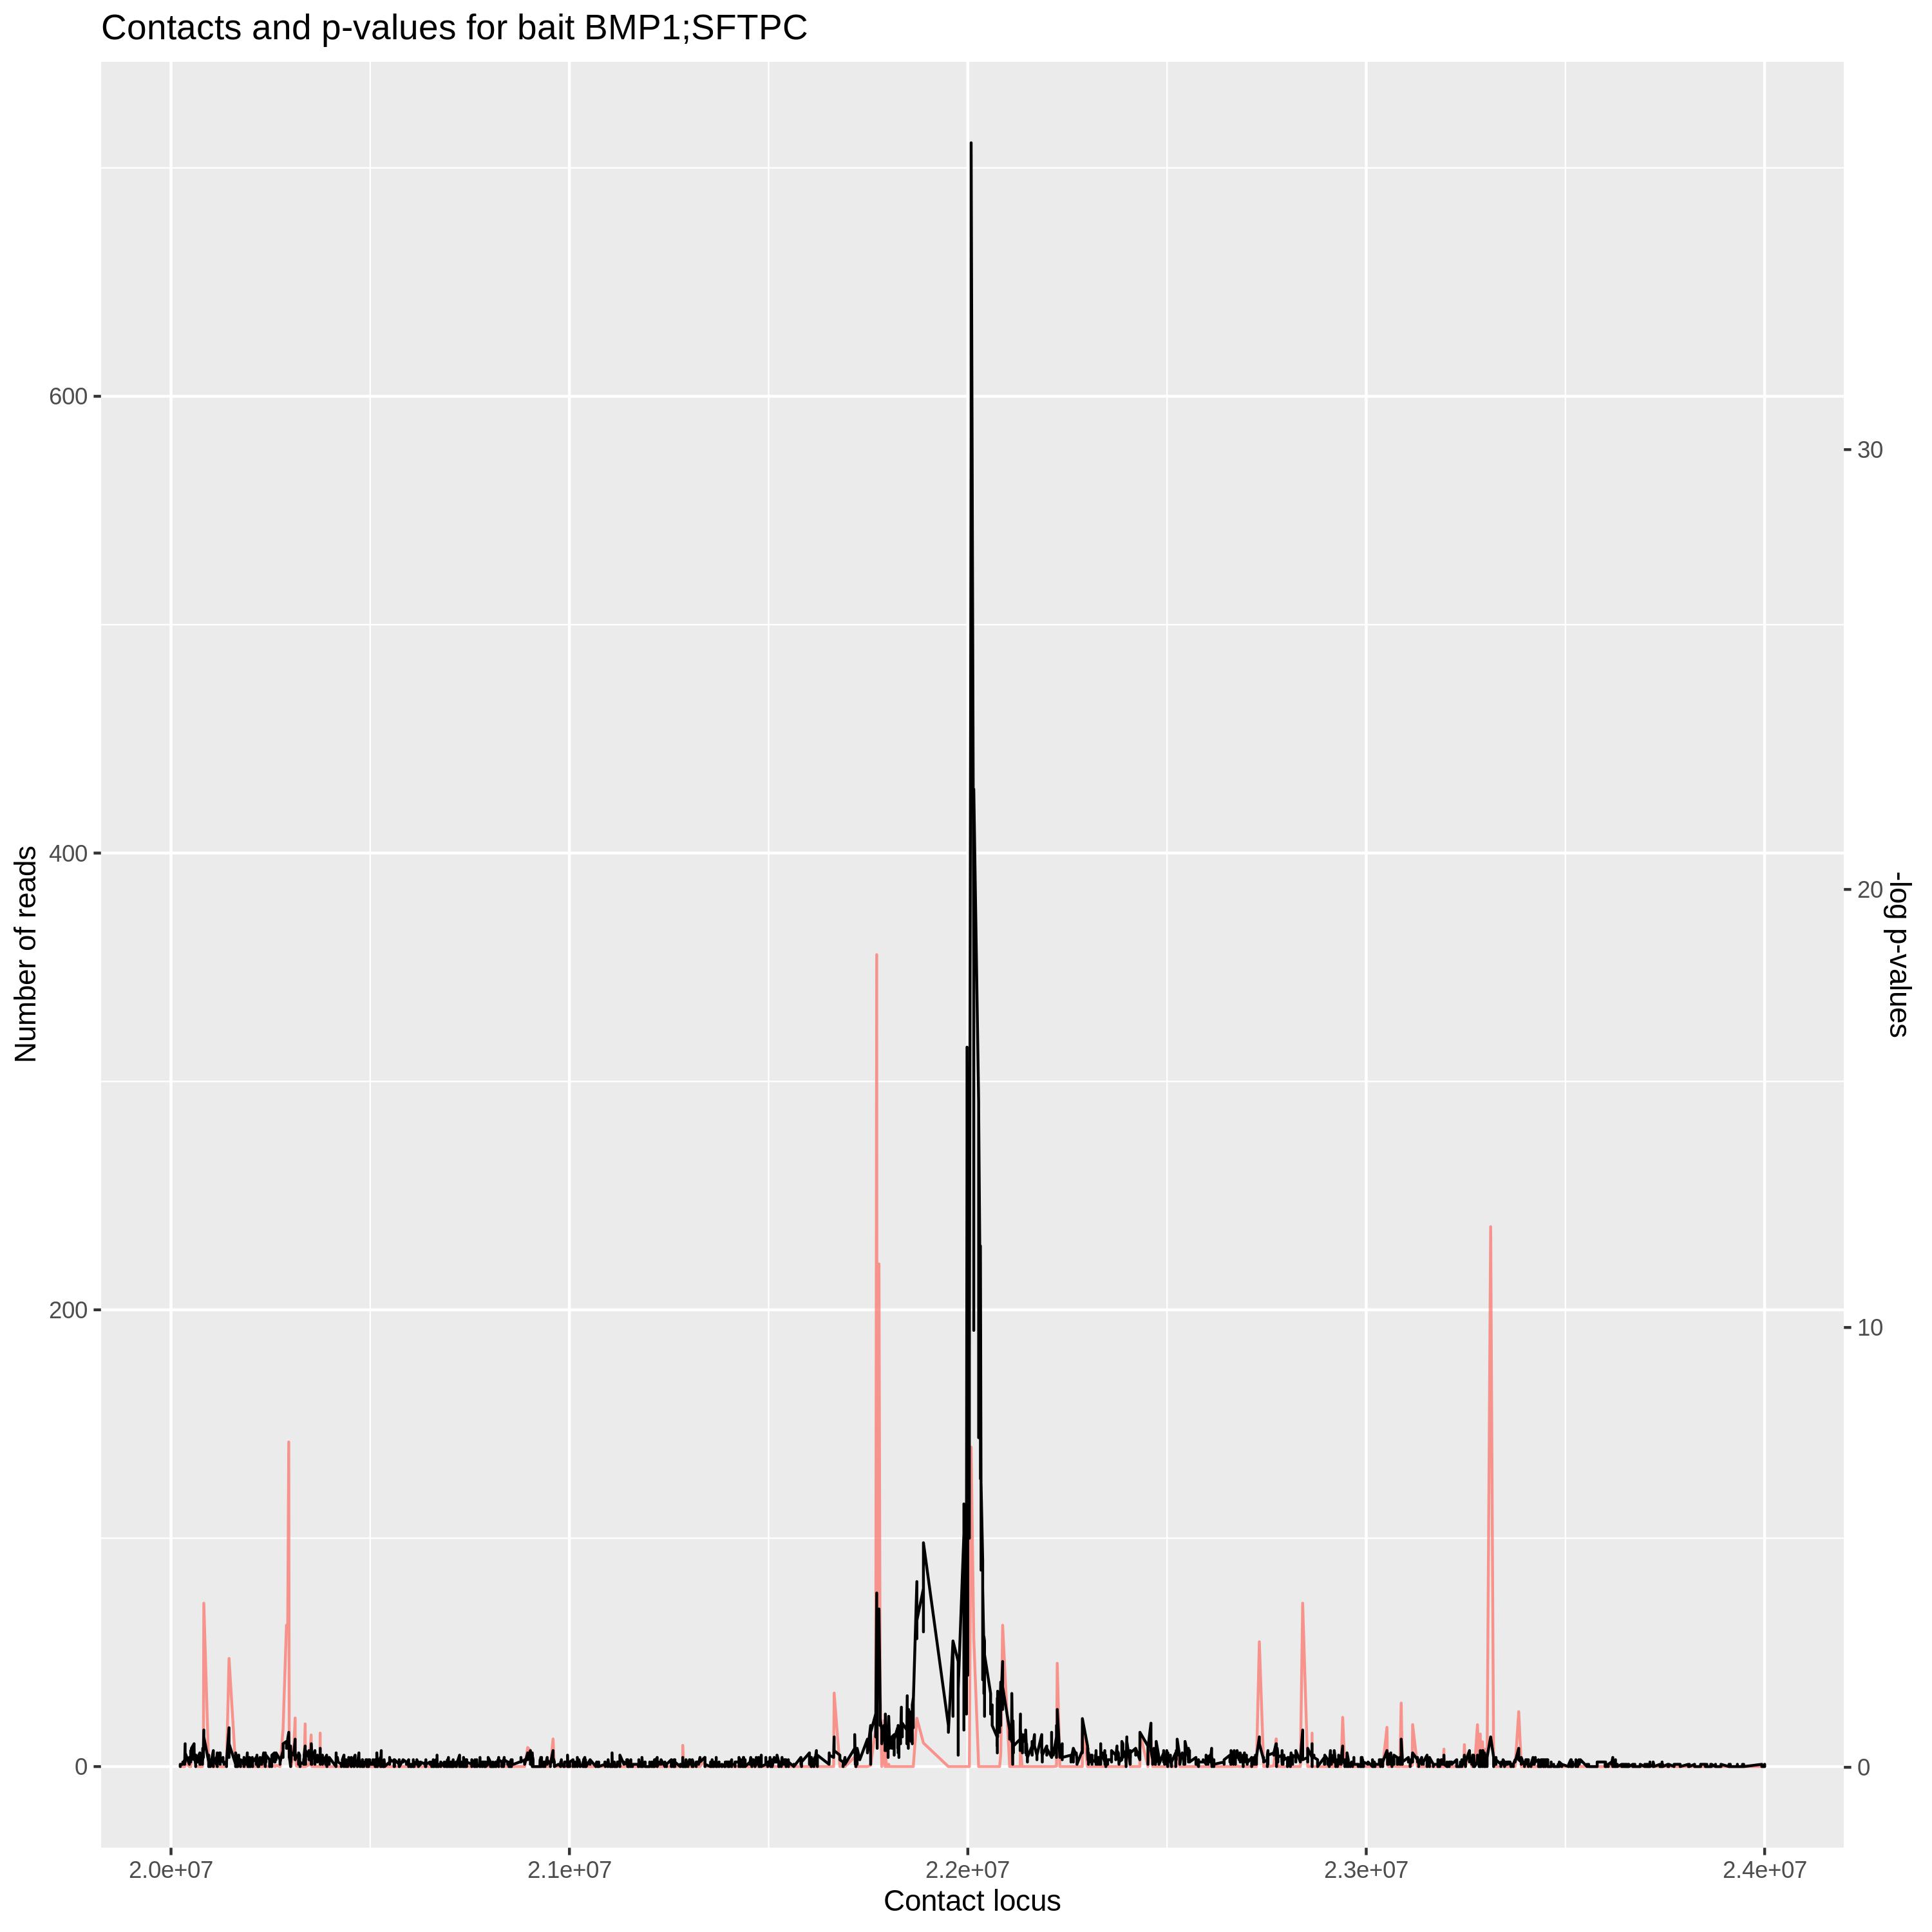 Contacts and p-values for bait BMP1;SFTPC
Number of reads
600
400
200
0
30
20
10
0
-log p-values
2.0e+07
2.1e+07
2.2e+07
2.3e+07
2.4e+07
Contact locus